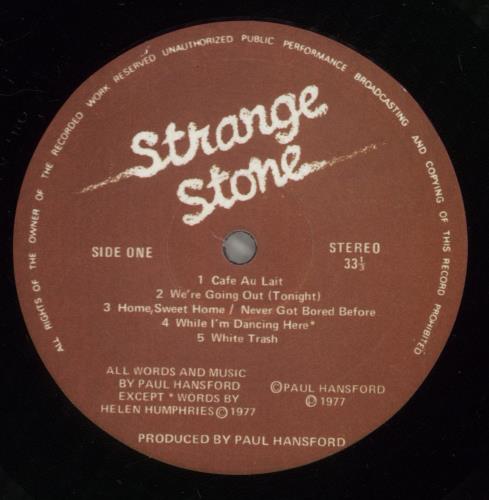 ALL RIGHTS OF THE OWNER OF THE RECORDED WORK RESERVED UNAUTHORIZED PUBLIC PERFORMANCE BROADCASTING AND COPYING OF THIS RECORD PROHIBITED
Strange
Stone
SIDE ONE
STEREO
33⅓
1 Cafe Au Lait
2 We're Going Out (Tonight)
3 Home, Sweet Home / Never Got Bored Before
4 While I'm Dancing Here*
5 White Trash
ALL WORDS AND MUSIC
BY PAUL HANSFORD
EXCEPT * WORDS BY
HELEN HUMPHRIES © 1977
© PAUL HANSFORD
℗ 1977
PRODUCED BY PAUL HANSFORD